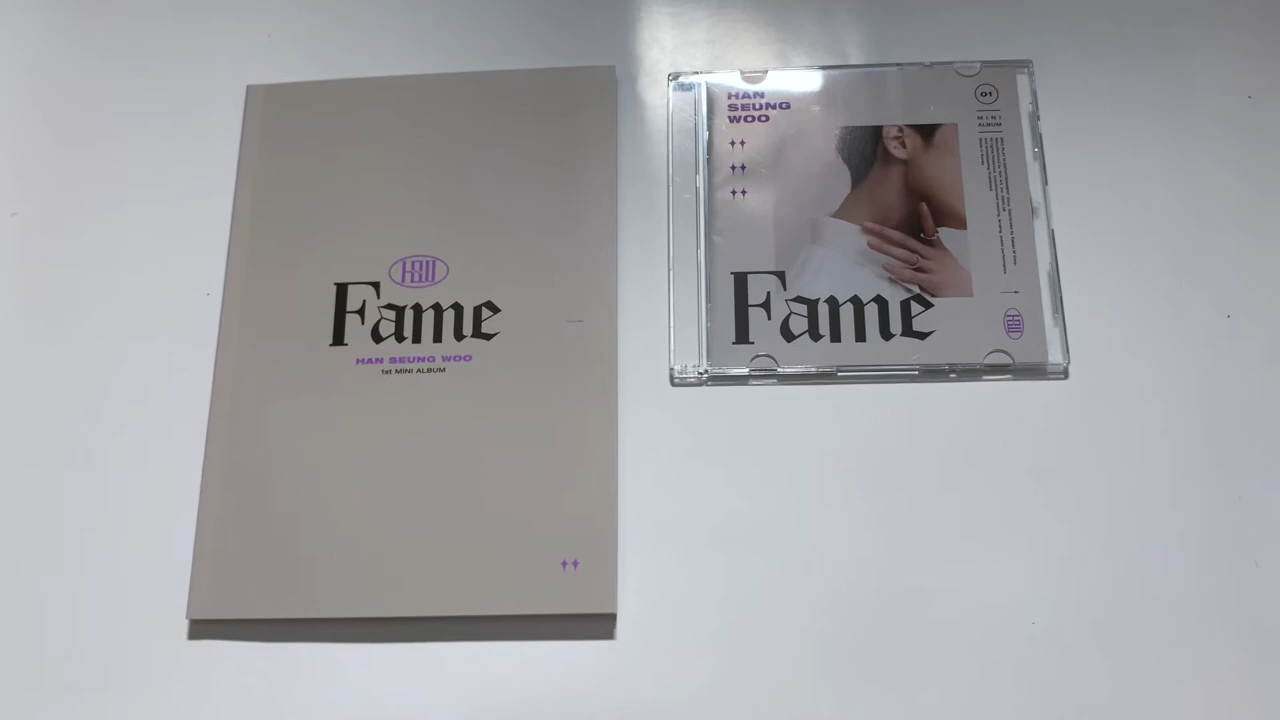 HSW
Fame
HAN SEUNG WOO
1st MINI ALBUM
HAN
SEUNG
WOO
Fame
01
MINI
ALBUM
HSW